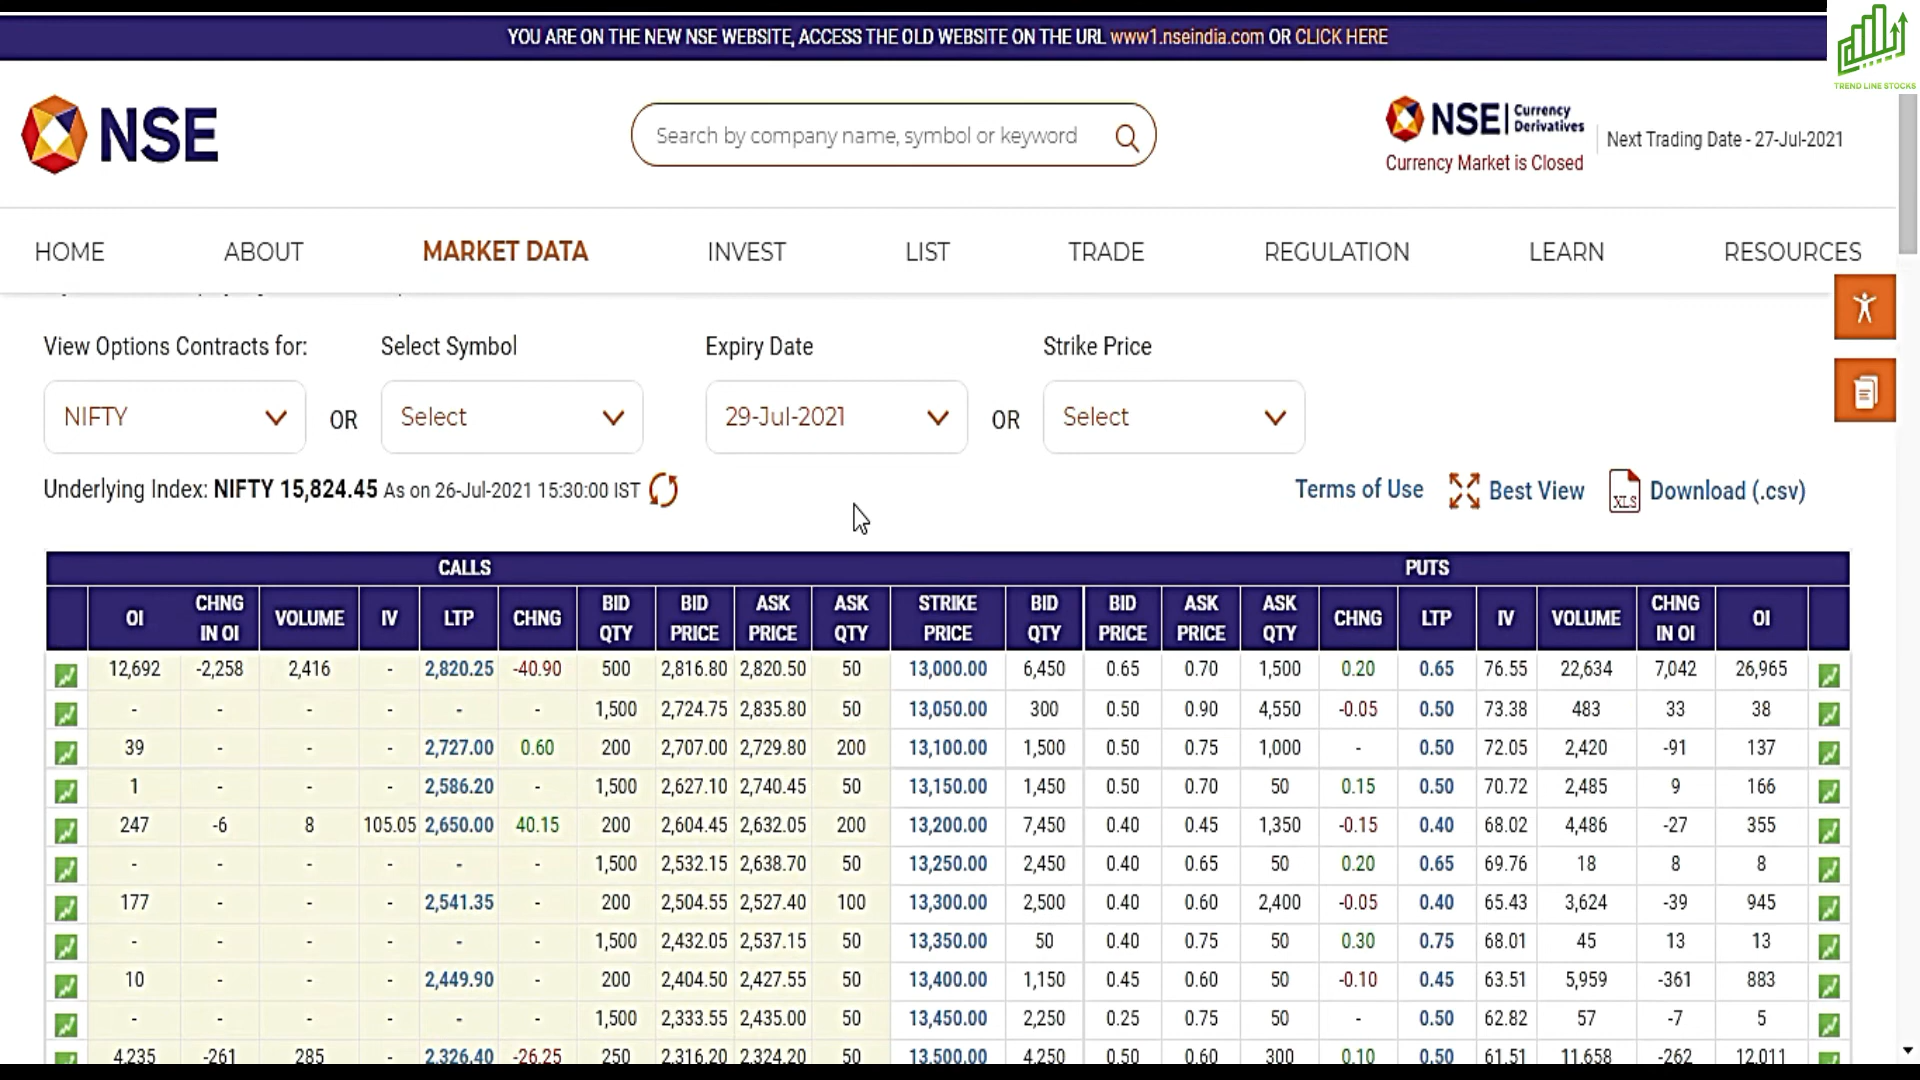 YOU ARE ON THE NEW NSE WEBSITE, ACCESS THE OLD WEBSITE ON THE URL www1.nseindia.com OR CLICK HERE
TREND LINE STOCKS
NSE
Search by company name, symbol or keyword
NSE | Currency Derivatives
Currency Market is Closed
Next Trading Date - 27-Jul-2021
HOME ABOUT MARKET DATA INVEST LIST TRADE REGULATION LEARN RESOURCES
View Options Contracts for: Select Symbol Expiry Date Strike Price
NIFTY OR Select 29-Jul-2021 OR Select
Underlying Index: NIFTY 15,824.45 As on 26-Jul-2021 15:30:00 IST Terms of Use Best View XLS Download (.csv)
CALLS PUTS
OI CHNG IN OI VOLUME IV LTP CHNG BID QTY BID PRICE ASK PRICE ASK QTY STRIKE PRICE BID QTY BID PRICE ASK PRICE ASK QTY CHNG LTP IV VOLUME CHNG IN OI OI
12,692 -2,258 2,416 - 2,820.25 -40.90 500 2,816.80 2,820.50 50 13,000.00 6,450 0.65 0.70 1,500 0.20 0.65 76.55 22,634 7,042 26,965
- - - - - - 1,500 2,724.75 2,835.80 50 13,050.00 300 0.50 0.90 4,550 -0.05 0.50 73.38 483 33 38
39 - - - 2,727.00 0.60 200 2,707.00 2,729.80 200 13,100.00 1,500 0.50 0.75 1,000 - 0.50 72.05 2,420 -91 137
1 - - - 2,586.20 - 1,500 2,627.10 2,740.45 50 13,150.00 1,450 0.50 0.70 50 0.15 0.50 70.72 2,485 9 166
247 -6 8 105.05 2,650.00 40.15 200 2,604.45 2,632.05 200 13,200.00 7,450 0.40 0.45 1,350 -0.15 0.40 68.02 4,486 -27 355
- - - - - - 1,500 2,532.15 2,638.70 50 13,250.00 2,450 0.40 0.65 50 0.20 0.65 69.76 18 8 8
177 - - - 2,541.35 - 200 2,504.55 2,527.40 100 13,300.00 2,500 0.40 0.60 2,400 -0.05 0.40 65.43 3,624 -39 945
- - - - - - 1,500 2,432.05 2,537.15 50 13,350.00 50 0.40 0.75 50 0.30 0.75 68.01 45 13 13
10 - - - 2,449.90 - 200 2,404.50 2,427.55 50 13,400.00 1,150 0.45 0.60 50 -0.10 0.45 63.51 5,959 -361 883
- - - - - - 1,500 2,333.55 2,435.00 50 13,450.00 2,250 0.25 0.75 50 - 0.50 62.82 57 -7 5
4,235 -261 285 - 2,326.40 -26.25 250 2,316.20 2,324.20 50 13,500.00 4,250 0.50 0.60 300 0.10 0.50 61.51 11,658 -262 12,011